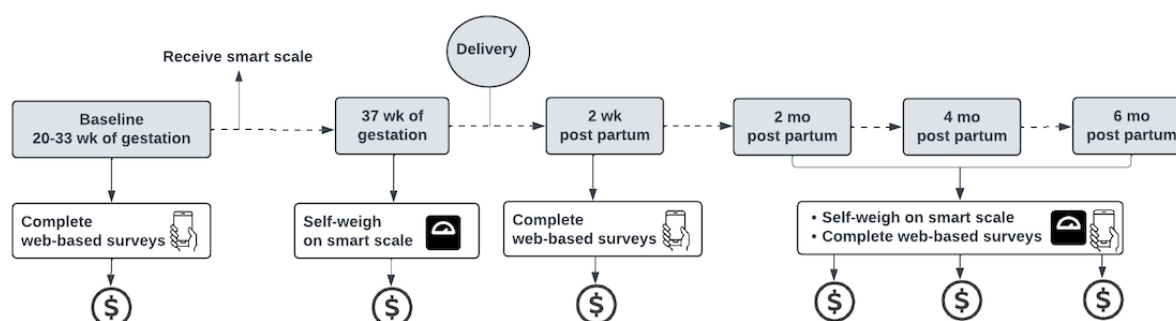 Receive smart scale
Delivery
Baseline
20-33 wk of gestation
37 wk of
gestation
2 wk
post partum
2 mo
post partum
4 mo
post partum
6 mo
post partum
Complete
web-based surveys
Self-weigh
on smart scale
Complete
web-based surveys
• Self-weigh on smart scale
• Complete web-based surveys
$
$
$
$
$
$